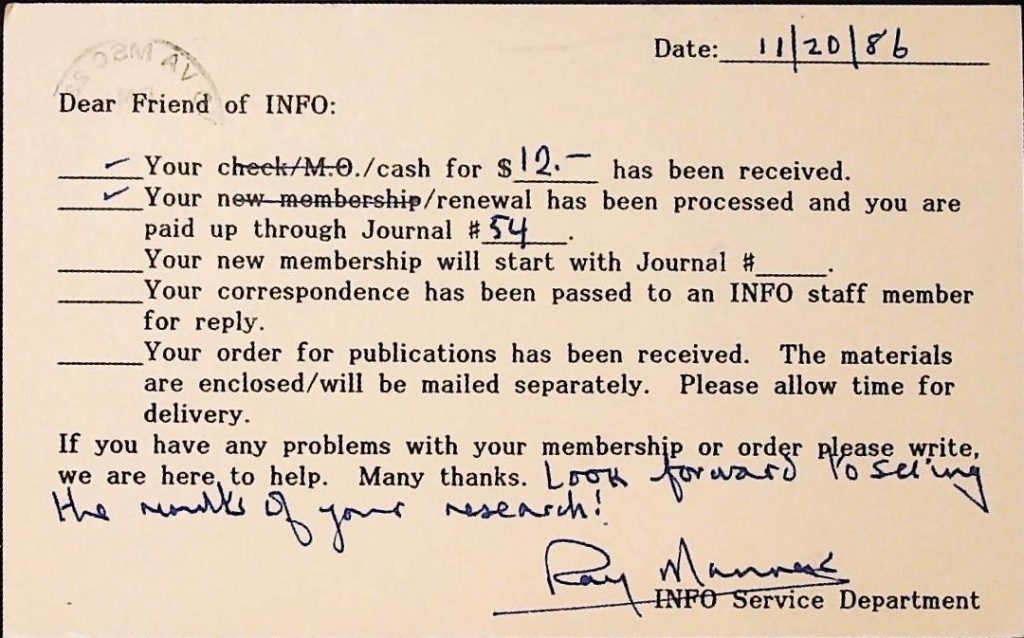 Date: 11/20/86
Dear Friend of INFO:
Your check/M.O./cash for $12.— has been received.
Your new membership/renewal has been processed and you are
paid up through Journal #54.
Your new membership will start with Journal #
Your correspondence has been passed to an INFO staff member
for reply.
Your order for publications has been received. The materials
are enclosed/will be mailed separately. Please allow time for
delivery.
If you have any problems with your membership or order please write,
we are here to help. Many thanks. Look forward to seeing
the results of your research!
Ray
INFO Service Department